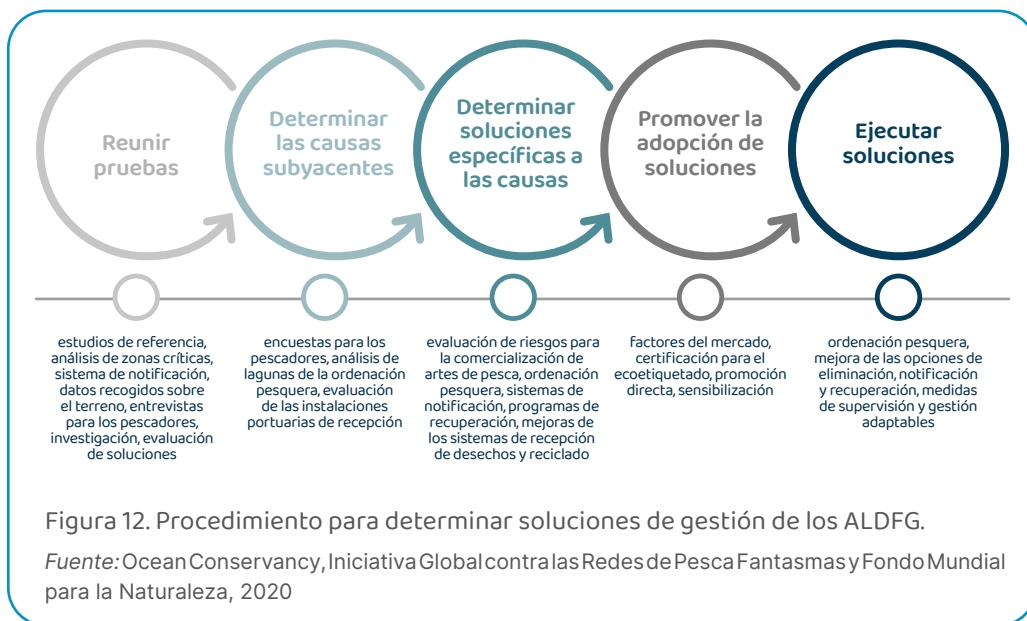 Reunir
pruebas
Determinar
las causas
subyacentes
Determinar
soluciones
específicas a
las causas
Promover la
adopción de
soluciones
Ejecutar
soluciones
estudios de referencia,
análisis de zonas críticas,
sistema de notificación,
datos recogidos sobre
el terreno, entrevistas
para los pescadores,
investigación, evaluación
de soluciones
encuestas para los
pescadores, análisis de
lagunas de la ordenación
pesquera, evaluación
de las instalaciones
portuarias de recepción
evaluación de riesgos para
la comercialización de
artes de pesca, ordenación
pesquera, sistemas de
notificación, programas de
recuperación, mejoras de
los sistemas de recepción
de desechos y reciclado
factores del mercado,
certificación para el
ecoetiquetado, promoción
directa, sensibilización
ordenación pesquera,
mejora de las opciones de
eliminación, notificación
y recuperación, medidas
de supervisión y gestión
adaptables
Figura 12. Procedimiento para determinar soluciones de gestión de los ALDFG.
Fuente: Ocean Conservancy, Iniciativa Global contra las Redes de Pesca Fantasmas y Fondo Mundial
para la Naturaleza, 2020